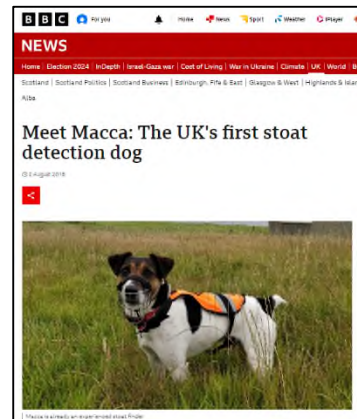 BBC
For you
Home News Sport Weather iPlayer
NEWS
Home Election 2024 InDepth Israel-Gaza war Cost of Living War in Ukraine Climate UK World
Scotland Scotland Politics Scotland Business Edinburgh, Fife & East Glasgow & West Highlands &
Alba
Meet Macca: The UK's first stoat
detection dog
August
Macca is already an experienced stoat finder